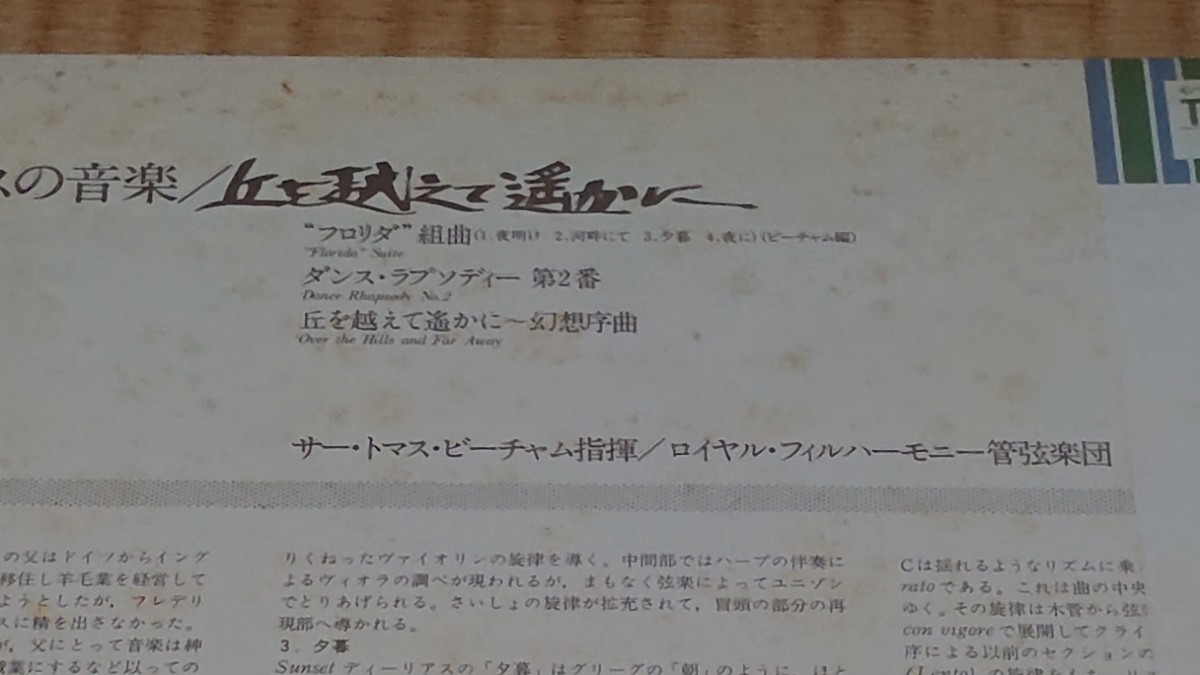 スの音楽/丘を越えて遥かに
“フロリダ”組曲(1.夜明け 2.河畔にて 3.夕暮 4.夜に)(ビーチャム編)
"Florida" Suite
ダンス・ラプソディー 第2番
Dance Rhapsody No.2
丘を越えて遙かに〜幻想序曲
Over the Hills and Far Away
サー・トマス・ビーチャム指揮/ロイヤル・フィルハーモニー管弦楽団
の父はドイツからイング
移住し羊毛業を経営して
ようとしたが，フレデリ
スに精を出さなかった。
が，父にとって音楽は紳
職業にするなど以っての
りくねったヴァイオリンの旋律を導く。中間部ではハープの伴奏に
よるヴィオラの調べが現われるが，まもなく弦楽によってユニゾン
でとりあげられる。さいしょの旋律が拡充されて，冒頭の部分の再
現部へ導かれる。
3．夕暮
Sunset ディーリアスの「夕暮」はグリーグの「朝」のように，ほと
Cは揺れるようなリズムに乗
rato である。これは曲の中央
ゆく。その旋律は木管から弦
con vigore で展開してクライ
序による以前のセクションの
(Lento) の旋律